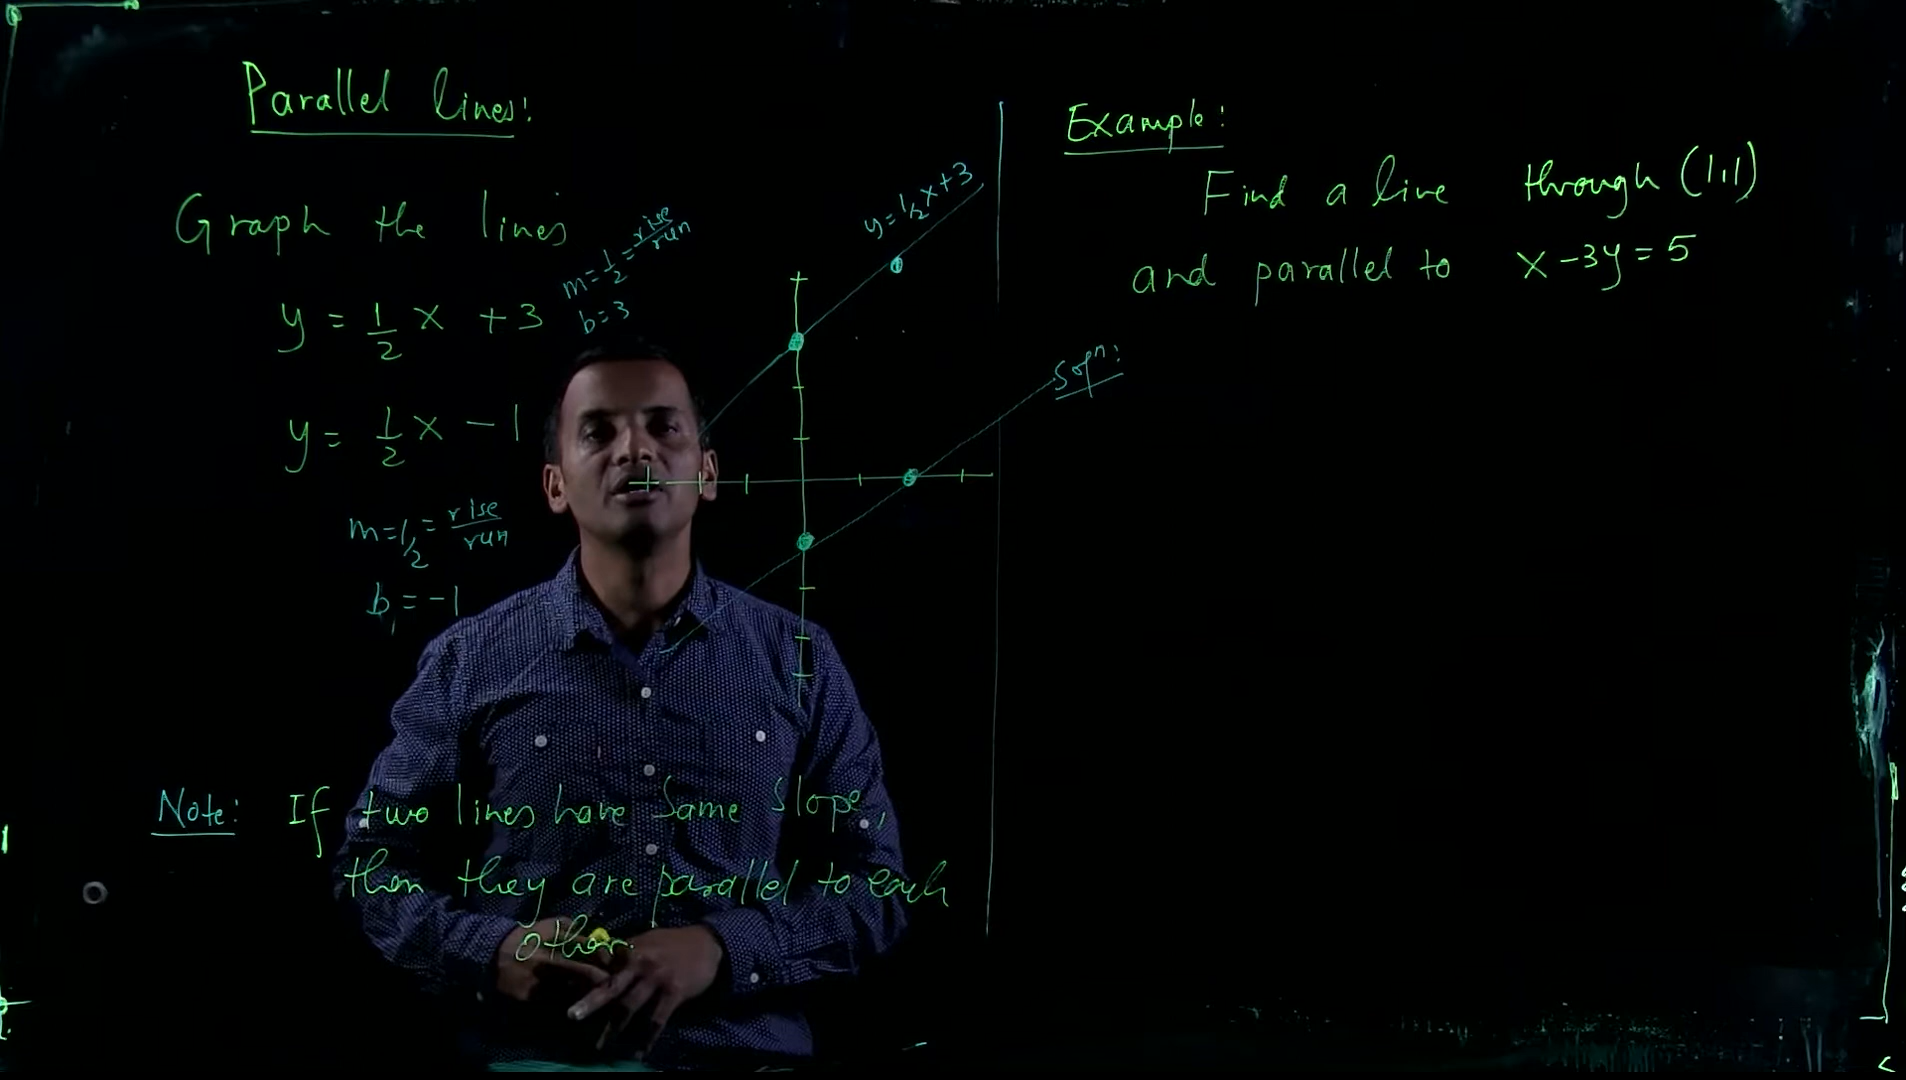 Parallel lines:
Graph the lines
y = 1/2 x + 3
m = 1/2 = rise/run
b = 3
y = 1/2 x - 1
m = 1/2 = rise/run
b = -1
y = 1/2 x + 3
Note: If two lines have same slope,
then they are parallel to each
other.
Example:
Find a line through (1,1)
and parallel to x - 3y = 5
Solⁿ: